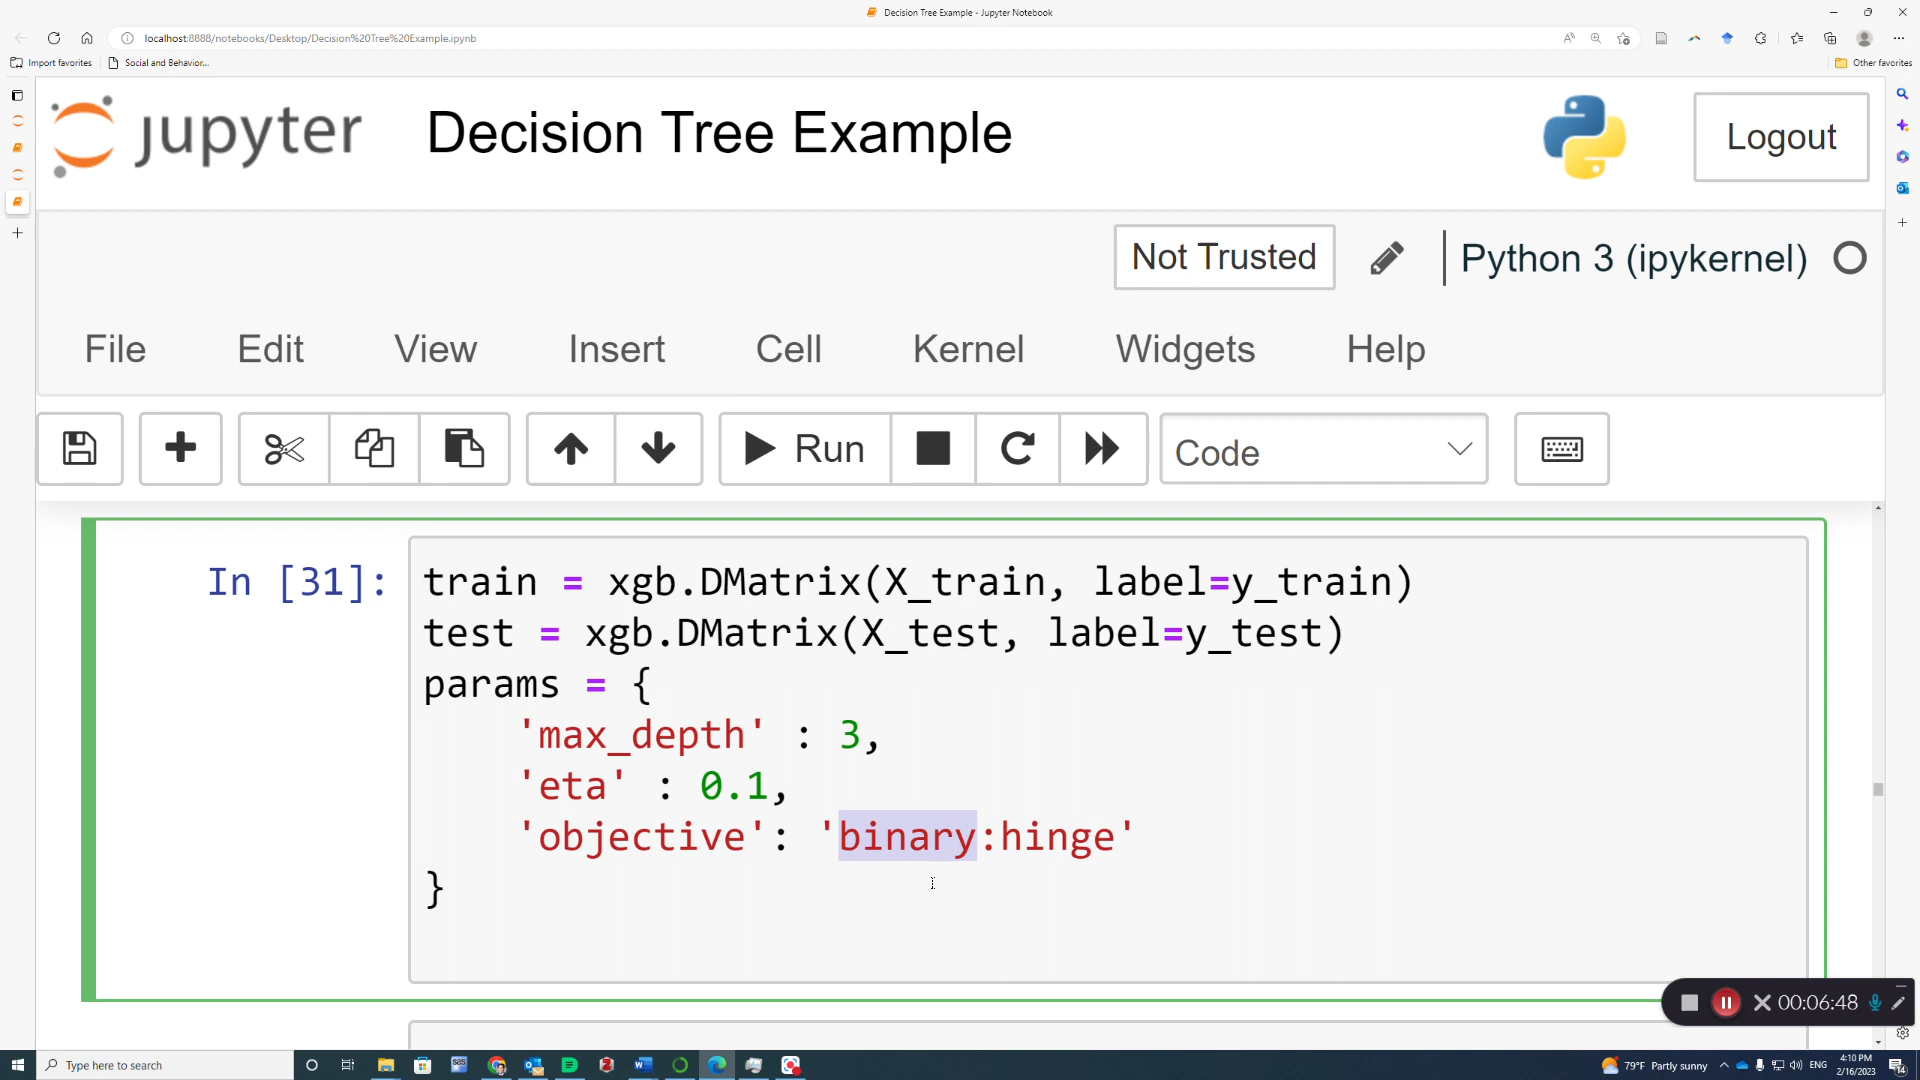 Decision Tree Example - Jupyter Notebook
localhost:8888/notebooks/Desktop/Decision%20Tree%20Example.ipynb
Import favorites
Social and Behavior...
Other favorites
jupyter
Decision Tree Example
Logout
Not Trusted
Python 3 (ipykernel)
File Edit View Insert Cell Kernel Widgets Help
Run
Code
In [31]:
train = xgb.DMatrix(X_train, label=y_train)
test = xgb.DMatrix(X_test, label=y_test)
params = {
'max_depth' : 3,
'eta' : 0.1,
'objective': 'binary:hinge'
}
00:06:48
Type here to search
79°F Partly sunny
ENG
4:10 PM
2/16/2023
14